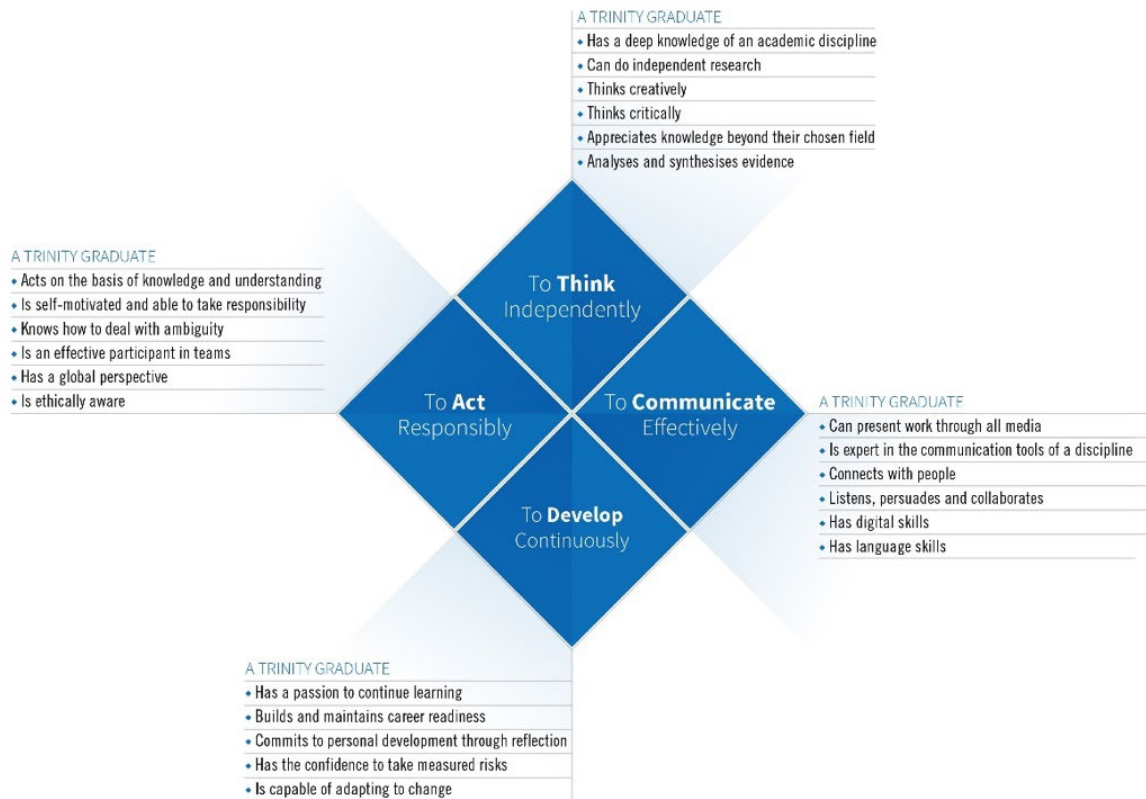 A TRINITY GRADUATE
Has a deep knowledge of an academic discipline
Can do independent research
Thinks creatively
Thinks critically
Appreciates knowledge beyond their chosen field
Analyses and synthesises evidence
To Think
Independently
A TRINITY GRADUATE
Acts on the basis of knowledge and understanding
Is self-motivated and able to take responsibility
Knows how to deal with ambiguity
Is an effective participant in teams
Has a global perspective
Is ethically aware
To Act
Responsibly
To Communicate
Effectively
A TRINITY GRADUATE
Can present work through all media
Is expert in the communication tools of a discipline
Connects with people
Listens, persuades and collaborates
Has digital skills
Has language skills
To Develop
Continuously
A TRINITY GRADUATE
Has a passion to continue learning
Builds and maintains career readiness
Commits to personal development through reflection
Has the confidence to take measured risks
Is capable of adapting to change